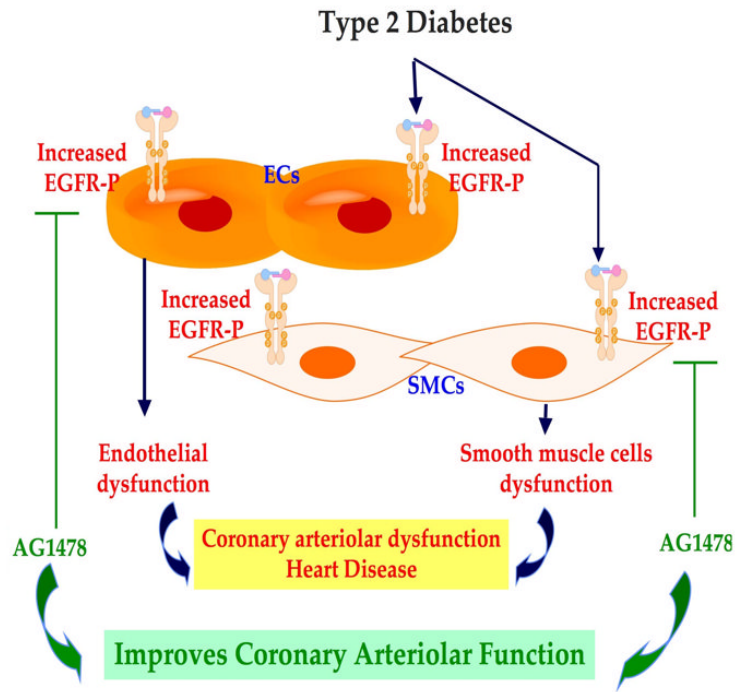 Type 2 Diabetes
Increased
EGFR-P
ECs
Increased
EGFR-P
Increased
EGFR-P
Increased
EGFR-P
SMCs
Endothelial
dysfunction
Smooth muscle cells
dysfunction
AG1478
Coronary arteriolar dysfunction
Heart Disease
AG1478
Improves Coronary Arteriolar Function